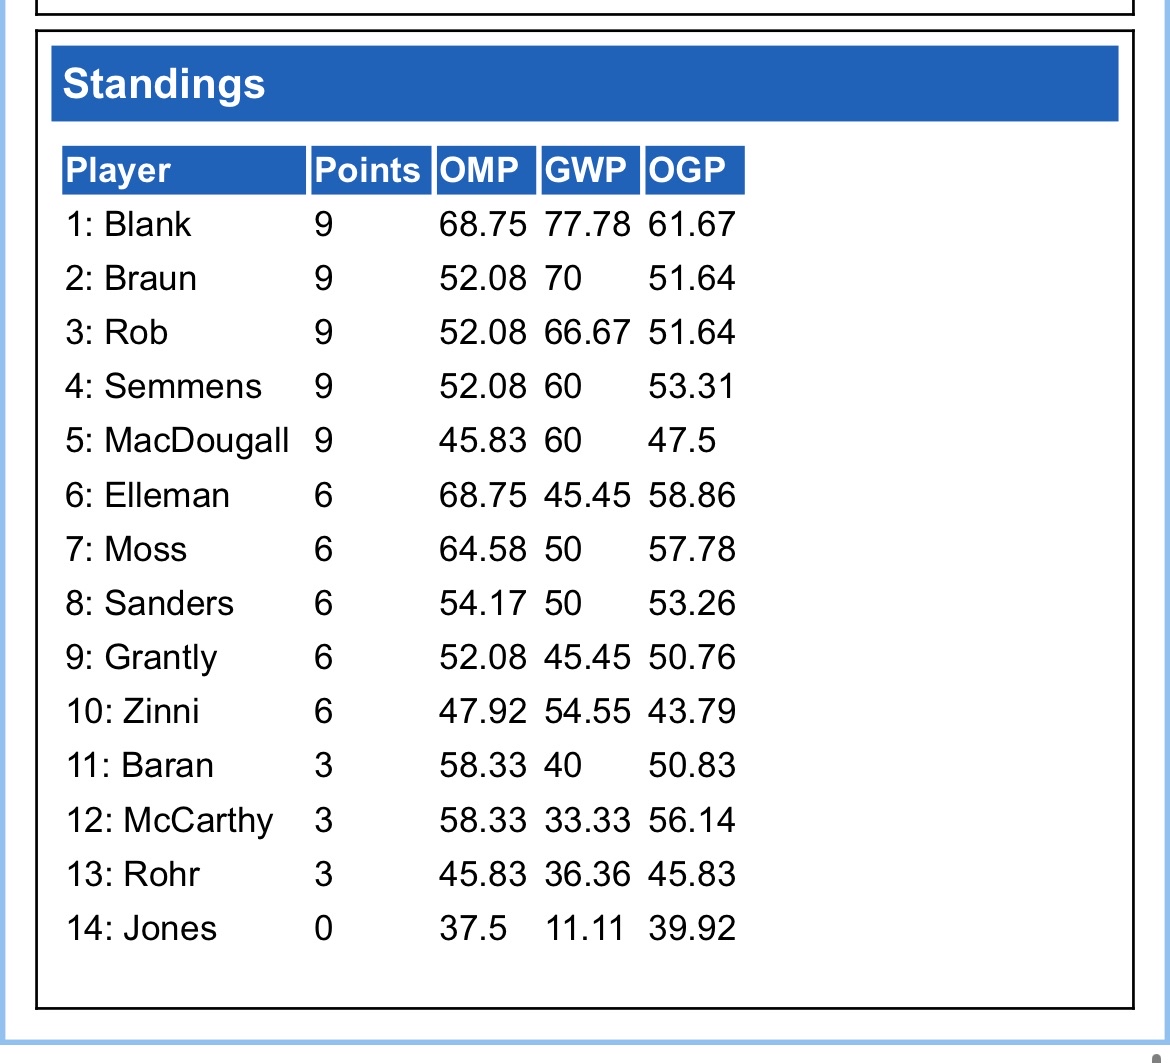 Standings
Player Points OMP GWP OGP
1: Blank 9 68.75 77.78 61.67
2: Braun 9 52.08 70 51.64
3: Rob 9 52.08 66.67 51.64
4: Semmens 9 52.08 60 53.31
5: MacDougall 9 45.83 60 47.5
6: Elleman 6 68.75 45.45 58.86
7: Moss 6 64.58 50 57.78
8: Sanders 6 54.17 50 53.26
9: Grantly 6 52.08 45.45 50.76
10: Zinni 6 47.92 54.55 43.79
11: Baran 3 58.33 40 50.83
12: McCarthy 3 58.33 33.33 56.14
13: Rohr 3 45.83 36.36 45.83
14: Jones 0 37.5 11.11 39.92